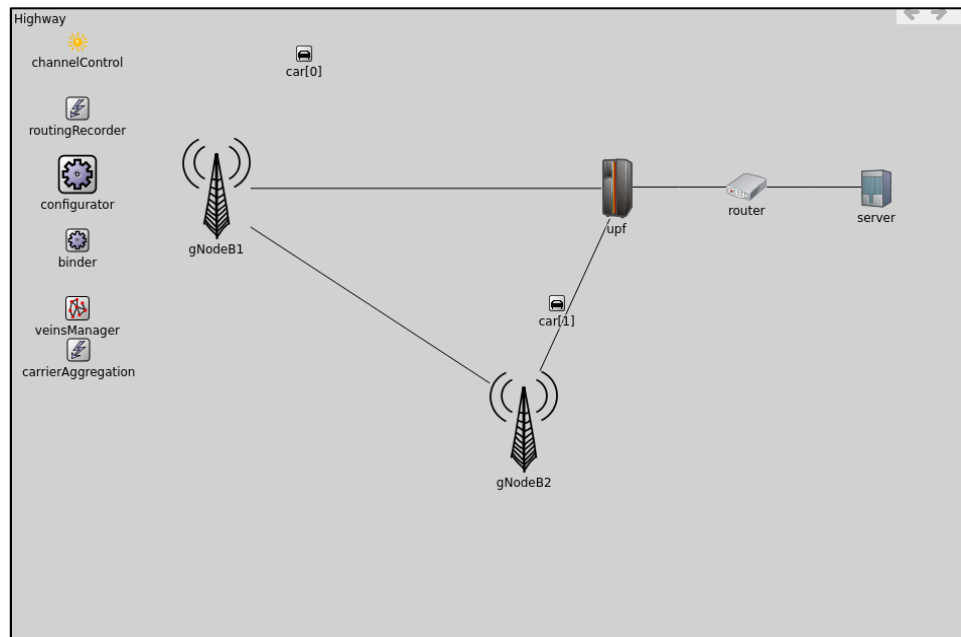 Highway
channelControl
car[0]
routingRecorder
configurator
gNodeB1
upf
router
server
binder
veinsManager
car[1]
carrierAggregation
gNodeB2